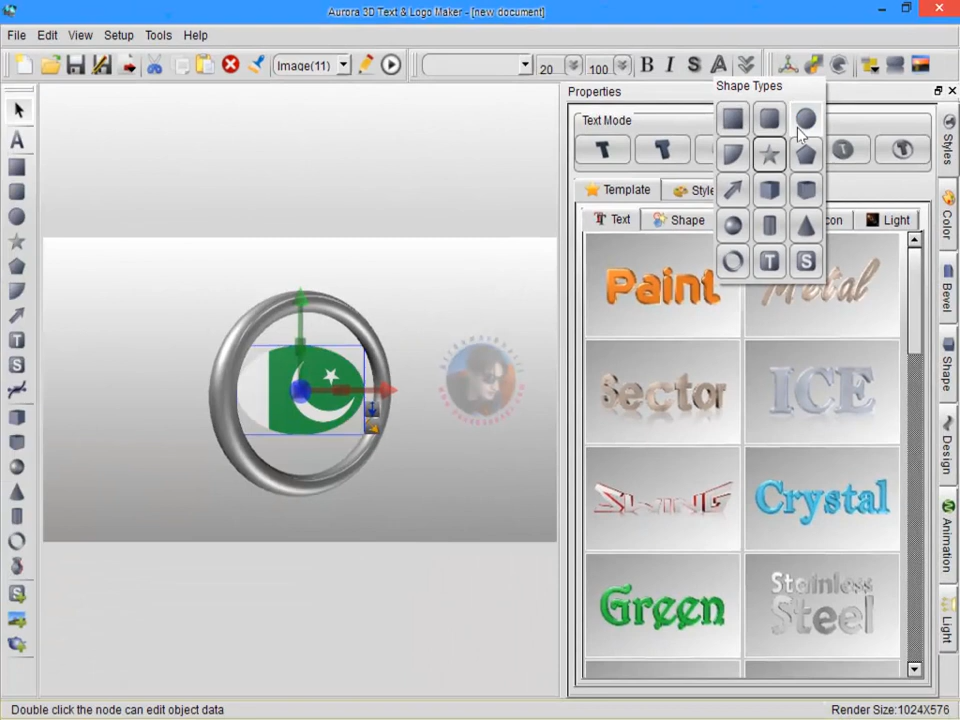 Aurora 3D Text & Logo Maker - [new document]
File Edit View Setup Tools Help
Image(11) 20 100 B I S A
Shape Types
Properties
Text Mode
T T T T
Template Style
Text Shape con Light
Paint Metal
Sector ICE
SWING Crystal
Green Stainless Steel
A
T
S
S
T S
Styles
Color
Bevel
Shape
Design
Animation
Light
Double click the node can edit object data
Render Size:1024X576